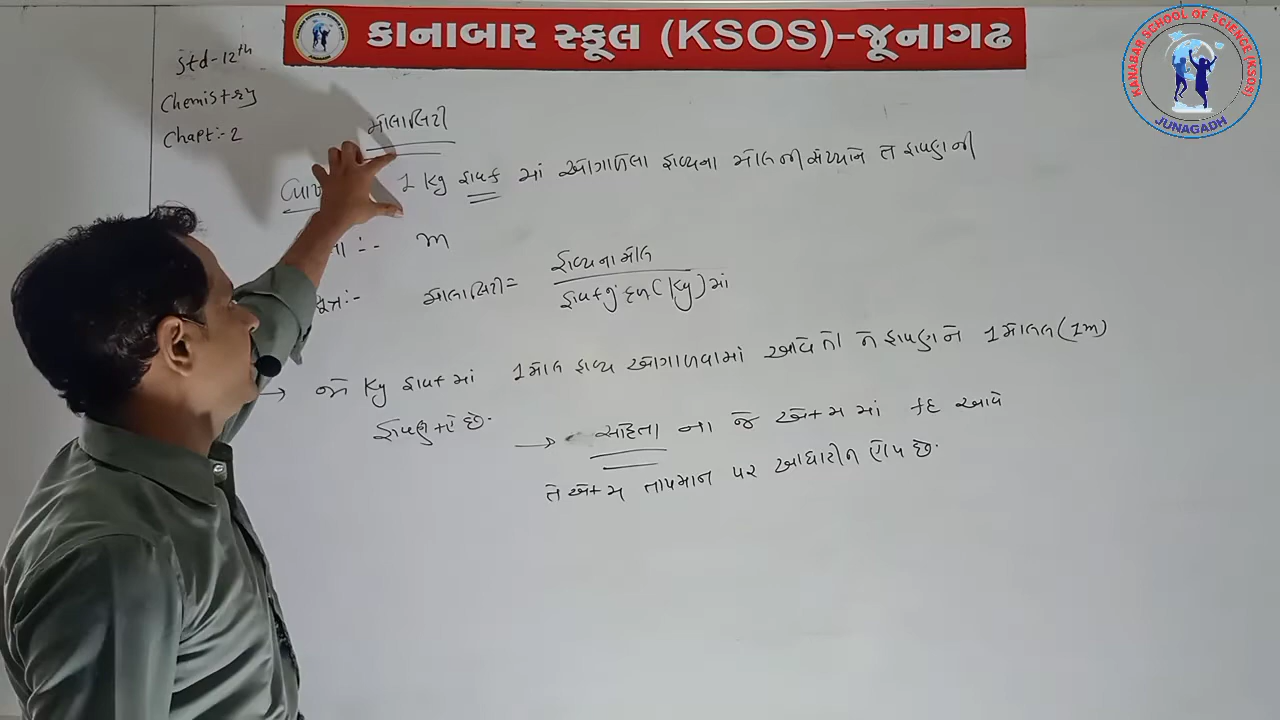 કાનાબાર સ્કૂલ (KSOS)-જૂનાગઢ
KANABAR SCHOOL OF SCIENCE (KSOS)
JUNAGADH
Std-12th
Chemistry
Chapt:- 2
મોલાલિટી
1 Kg દ્રાવક માં ઓગાળેલા દ્રાવ્યના મોલની સંખ્યાને તે દ્રાવણની
:- m
સૂત્ર:- મોલાલિટી = દ્રાવ્યના મોલ
દ્રાવકનું દળ (Kg) માં
→ જો Kg દ્રાવક માં 1 મોલ દ્રાવ્ય ઓગાળવામાં આવે તો તે દ્રાવણને 1 મોલલ (1m)
દ્રાવણ કહે છે.
→ સાંદ્રતા ના જે એકમ માં કદ આવે
તે એકમ તાપમાન પર આધારીત હોય છે.